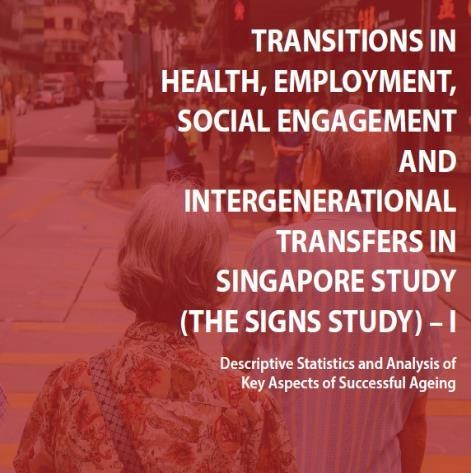 TRANSITIONS IN
HEALTH, EMPLOYMENT,
SOCIAL ENGAGEMENT
AND
INTERGENERATIONAL
TRANSFERS IN
SINGAPORE STUDY
(THE SIGNS STUDY) – I
Descriptive Statistics and Analysis of
Key Aspects of Successful Ageing